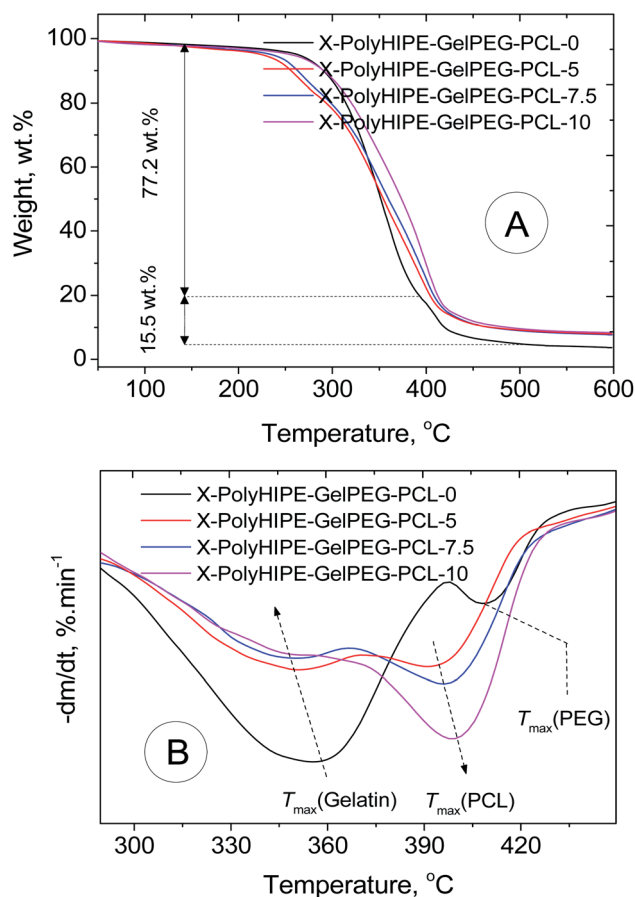 100
80
60
40
20
0
Weight, wt.%
77.2 wt.%
15.5 wt.%
X-PolyHIPE-GelPEG-PCL-0
X-PolyHIPE-GelPEG-PCL-5
X-PolyHIPE-GelPEG-PCL-7.5
X-PolyHIPE-GelPEG-PCL-10
A
100 200 300 400 500 600
Temperature, °C
X-PolyHIPE-GelPEG-PCL-0
X-PolyHIPE-GelPEG-PCL-5
X-PolyHIPE-GelPEG-PCL-7.5
X-PolyHIPE-GelPEG-PCL-10
-dm/dt, %.min⁻¹
B
Tmax(Gelatin)
Tmax(PCL)
Tmax(PEG)
300 330 360 390 420
Temperature, °C